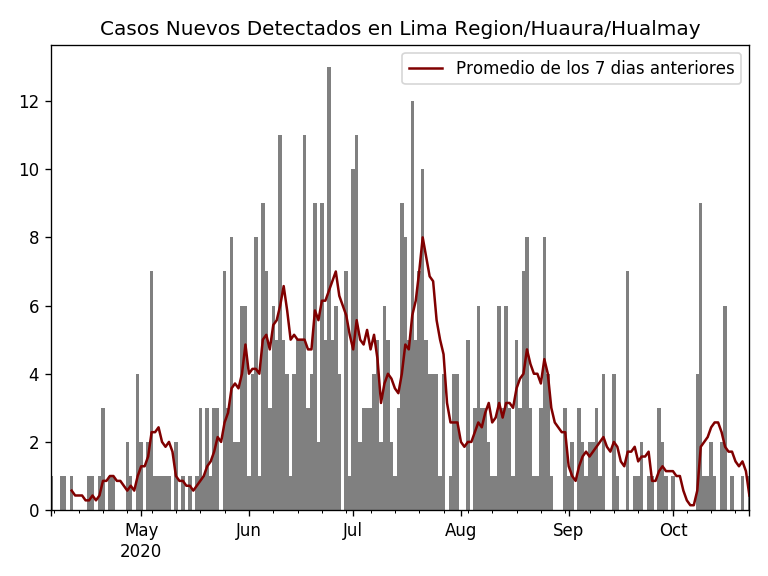 Casos Nuevos Detectados en Lima Region/Huaura/Hualmay
Promedio de los 7 dias anteriores
12
10
8
6
4
2
0
May Jun Jul Aug Sep Oct
2020